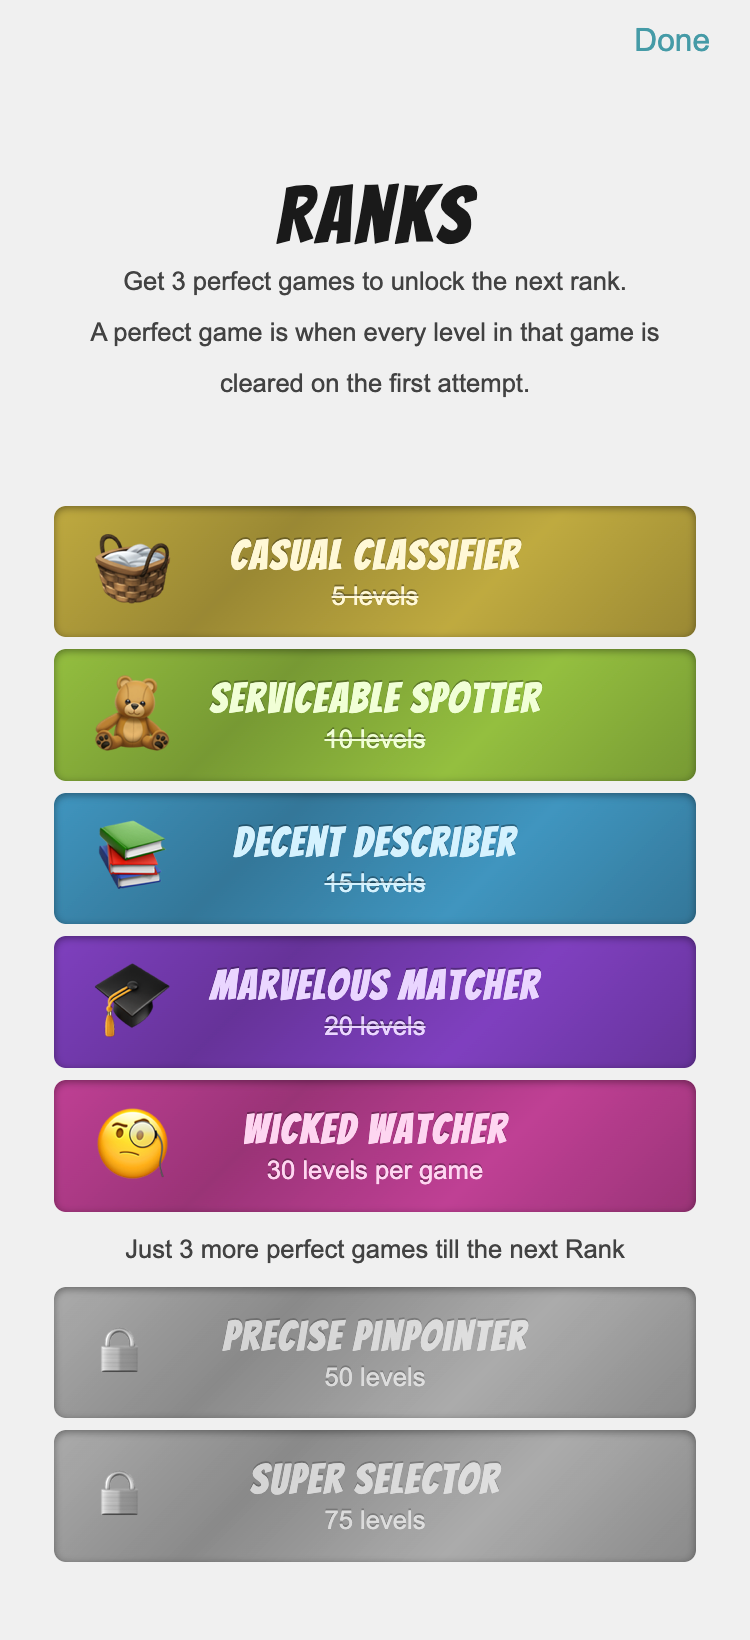 Done
RANKS
Get 3 perfect games to unlock the next rank.
A perfect game is when every level in that game is
cleared on the first attempt.
CASUAL CLASSIFIER
5 levels
SERVICEABLE SPOTTER
10 levels
DECENT DESCRIBER
15 levels
MARVELOUS MATCHER
20 levels
WICKED WATCHER
30 levels per game
Just 3 more perfect games till the next Rank
PRECISE PINPOINTER
50 levels
SUPER SELECTOR
75 levels